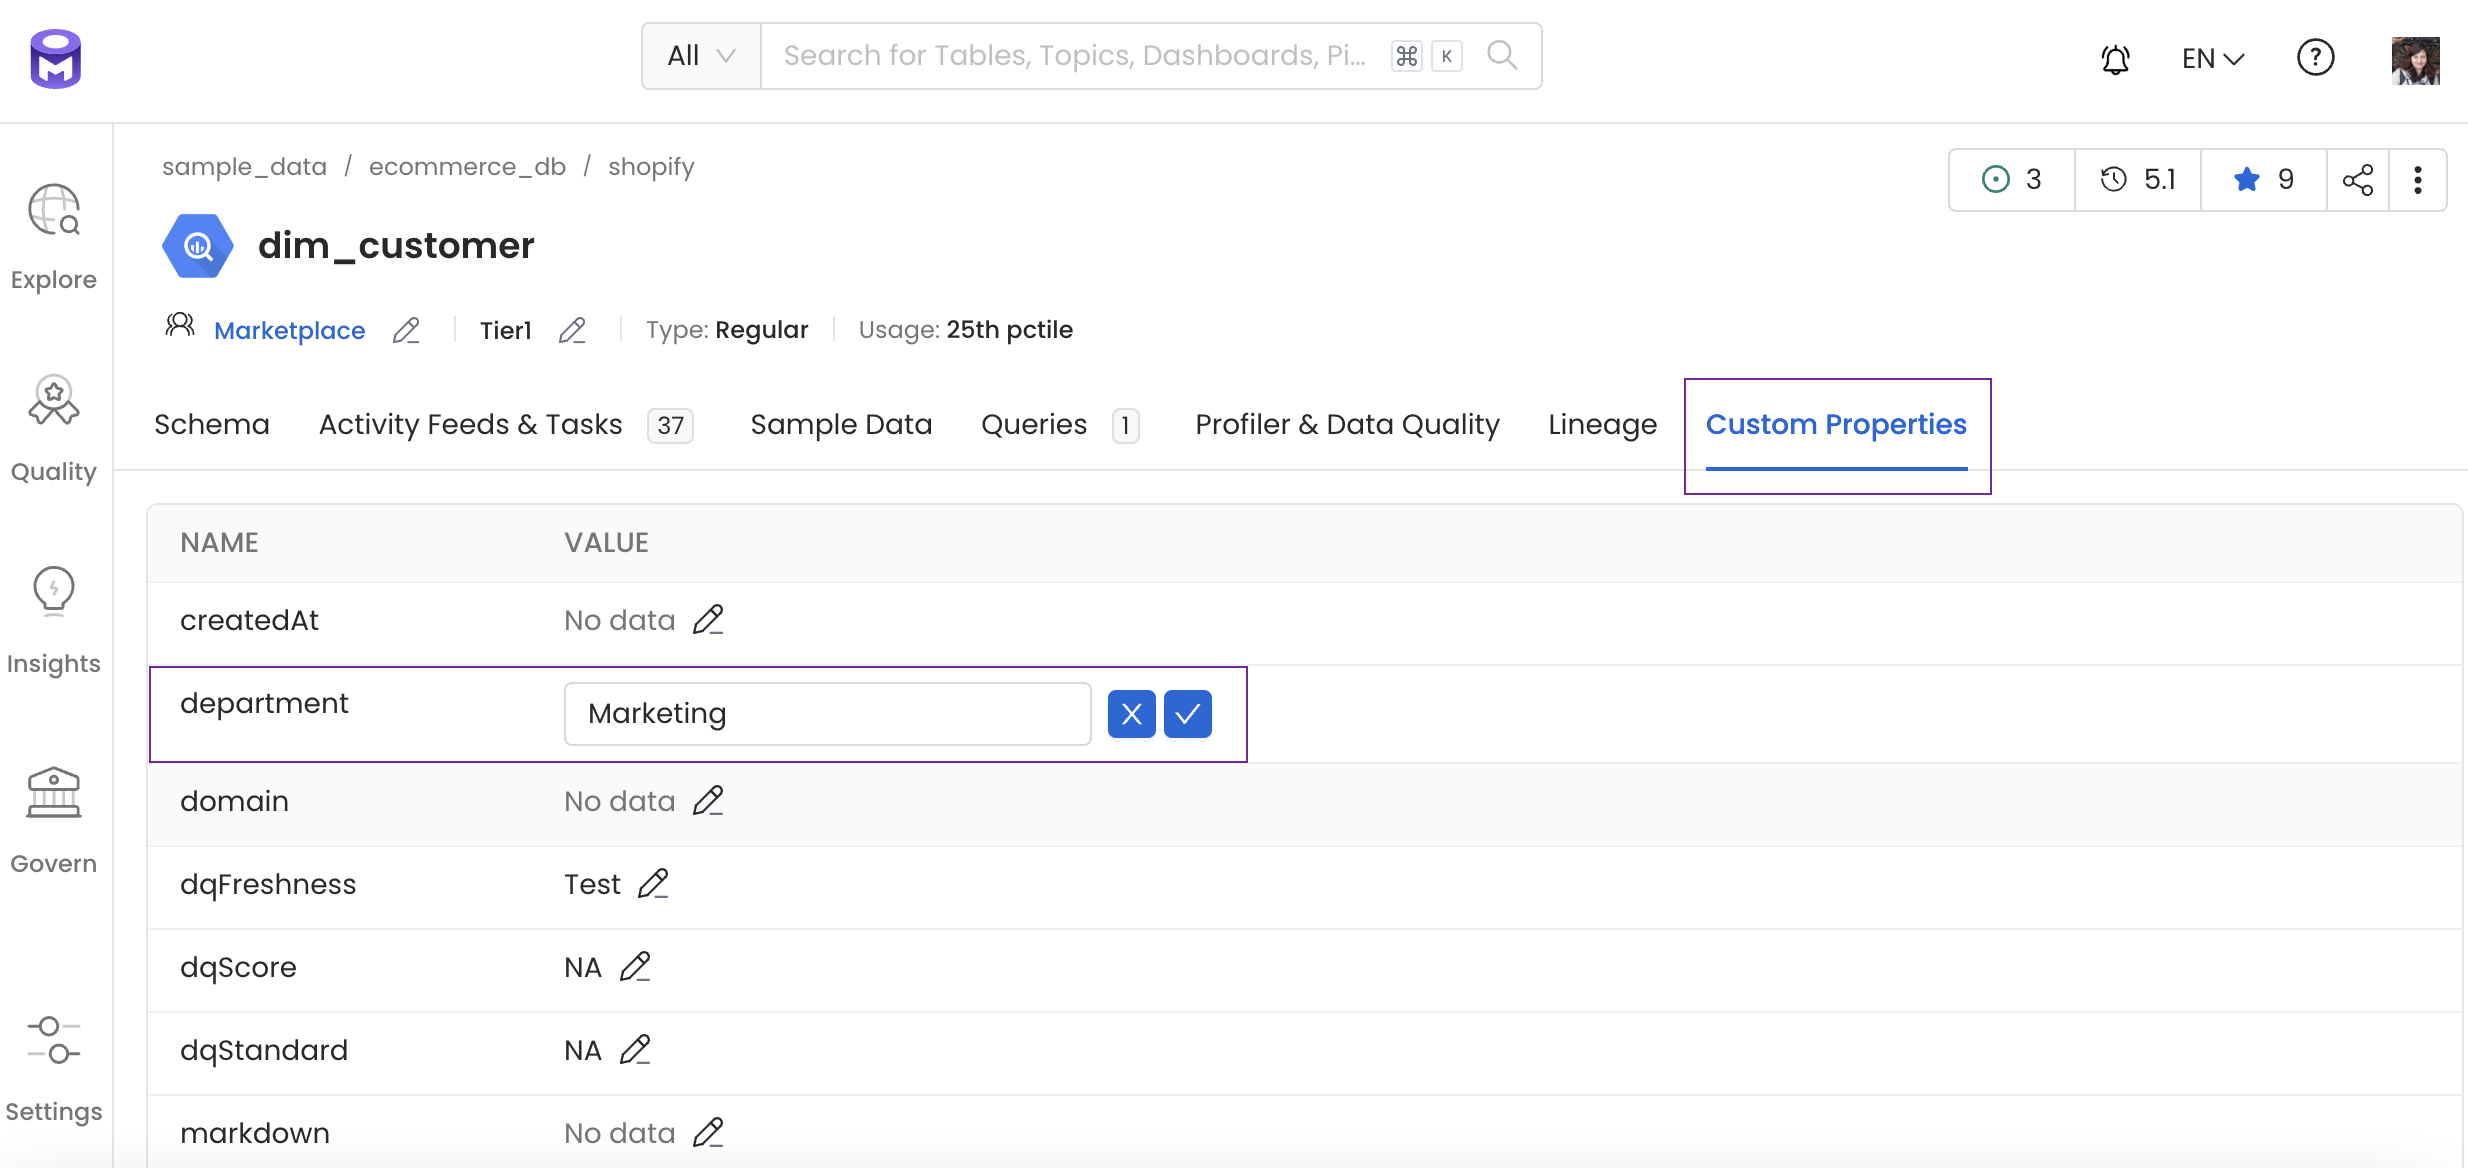 All Search for Tables, Topics, Dashboards, Pi... ⌘ K EN ?
sample_data / ecommerce_db / shopify
3 5.1 9
dim_customer
Marketplace Tier1 Type: Regular Usage: 25th pctile
Schema Activity Feeds & Tasks 37 Sample Data Queries 1 Profiler & Data Quality Lineage Custom Properties
NAME VALUE
createdAt No data
department Marketing X
domain No data
dqFreshness Test
dqScore NA
dqStandard NA
markdown No data
Explore
Quality
Insights
Govern
Settings